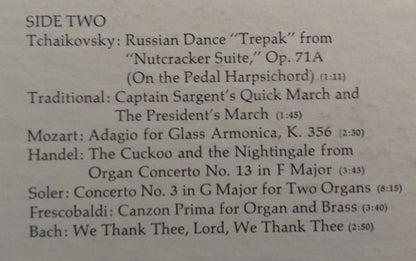 SIDE TWO
Tchaikovsky: Russian Dance "Trepak" from
"Nutcracker Suite," Op. 71A
(On the Pedal Harpsichord) (1:11)
Traditional: Captain Sargent's Quick March and
The President's March (1:45)
Mozart: Adagio for Glass Armonica, K. 356 (2:30)
Handel: The Cuckoo and the Nightingale from
Organ Concerto No. 13 in F Major (3:43)
Soler: Concerto No. 3 in G Major for Two Organs (8:15)
Frescobaldi: Canzon Prima for Organ and Brass (3:40)
Bach: We Thank Thee, Lord, We Thank Thee (2:50)